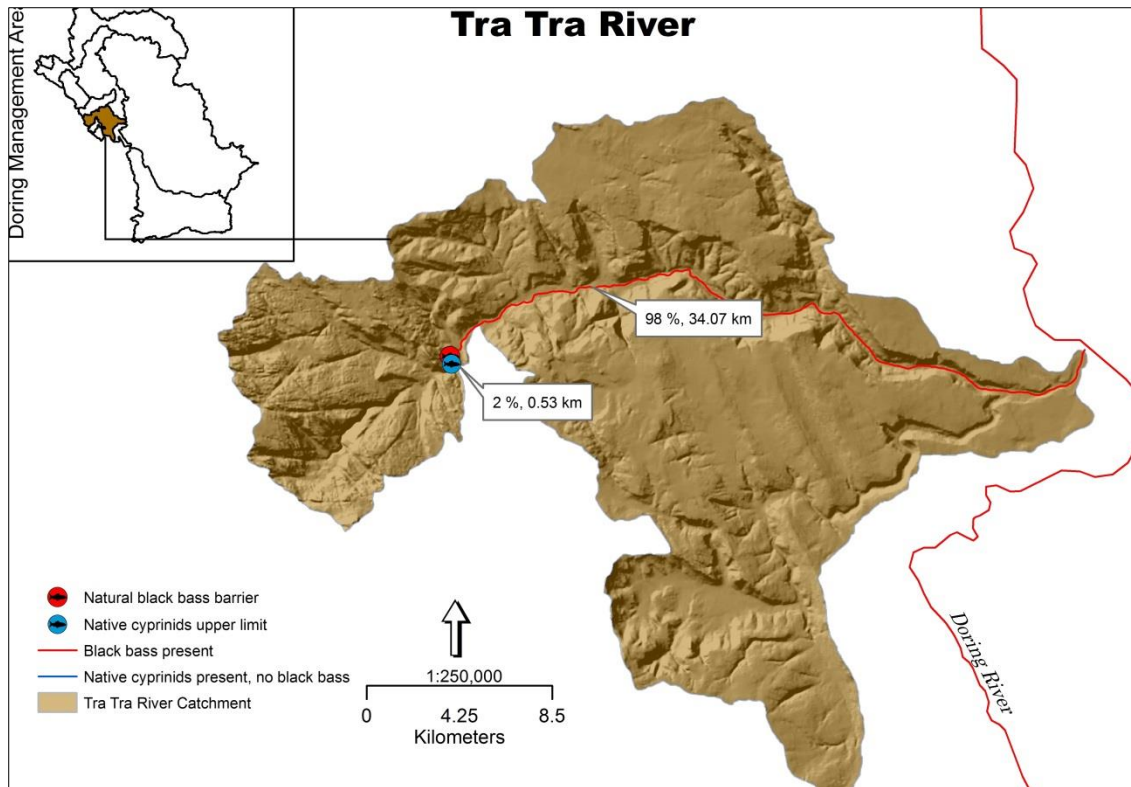 Tra Tra River
Doring Management Area
98 %, 34.07 km
2 %, 0.53 km
Natural black bass barrier
Native cyprinids upper limit
Black bass present
Native cyprinids present, no black bass
Tra Tra River Catchment
1:250,000
0 4.25 8.5
Kilometers
Doring River